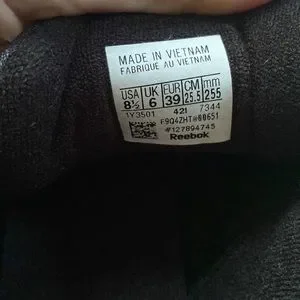 MADE IN VIETNAM
FABRIQUE AU VIETNAM
USA UK EUR CM mm
8½ 6 39 25.5 255
1Y3501 421 7344
F9Q4ZHT#00651
#127894745
Reebok